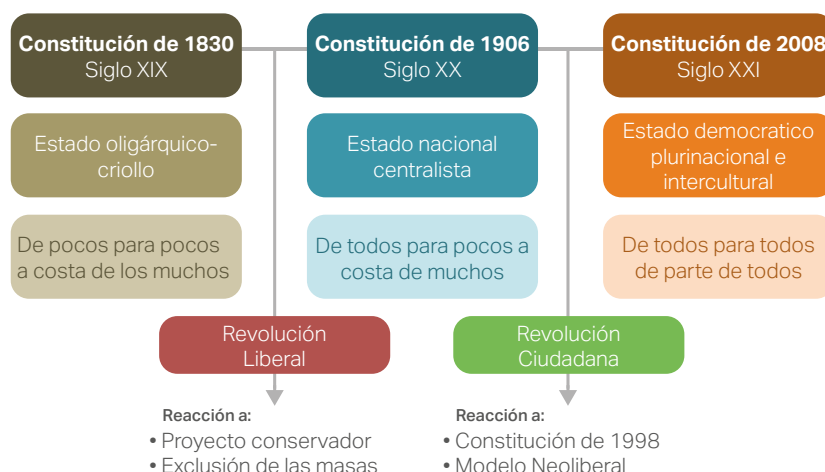 Constitución de 1830
Siglo XIX
Constitución de 1906
Siglo XX
Constitución de 2008
Siglo XXI
Estado oligárquico-
criollo
Estado nacional
centralista
Estado democratico
plurinacional e
intercultural
De pocos para pocos
a costa de los muchos
De todos para pocos a
costa de muchos
De todos para todos
de parte de todos
Revolución
Liberal
Revolución
Ciudadana
Reacción a:
• Proyecto conservador
• Exclusión de las masas
Reacción a:
• Constitución de 1998
• Modelo Neoliberal